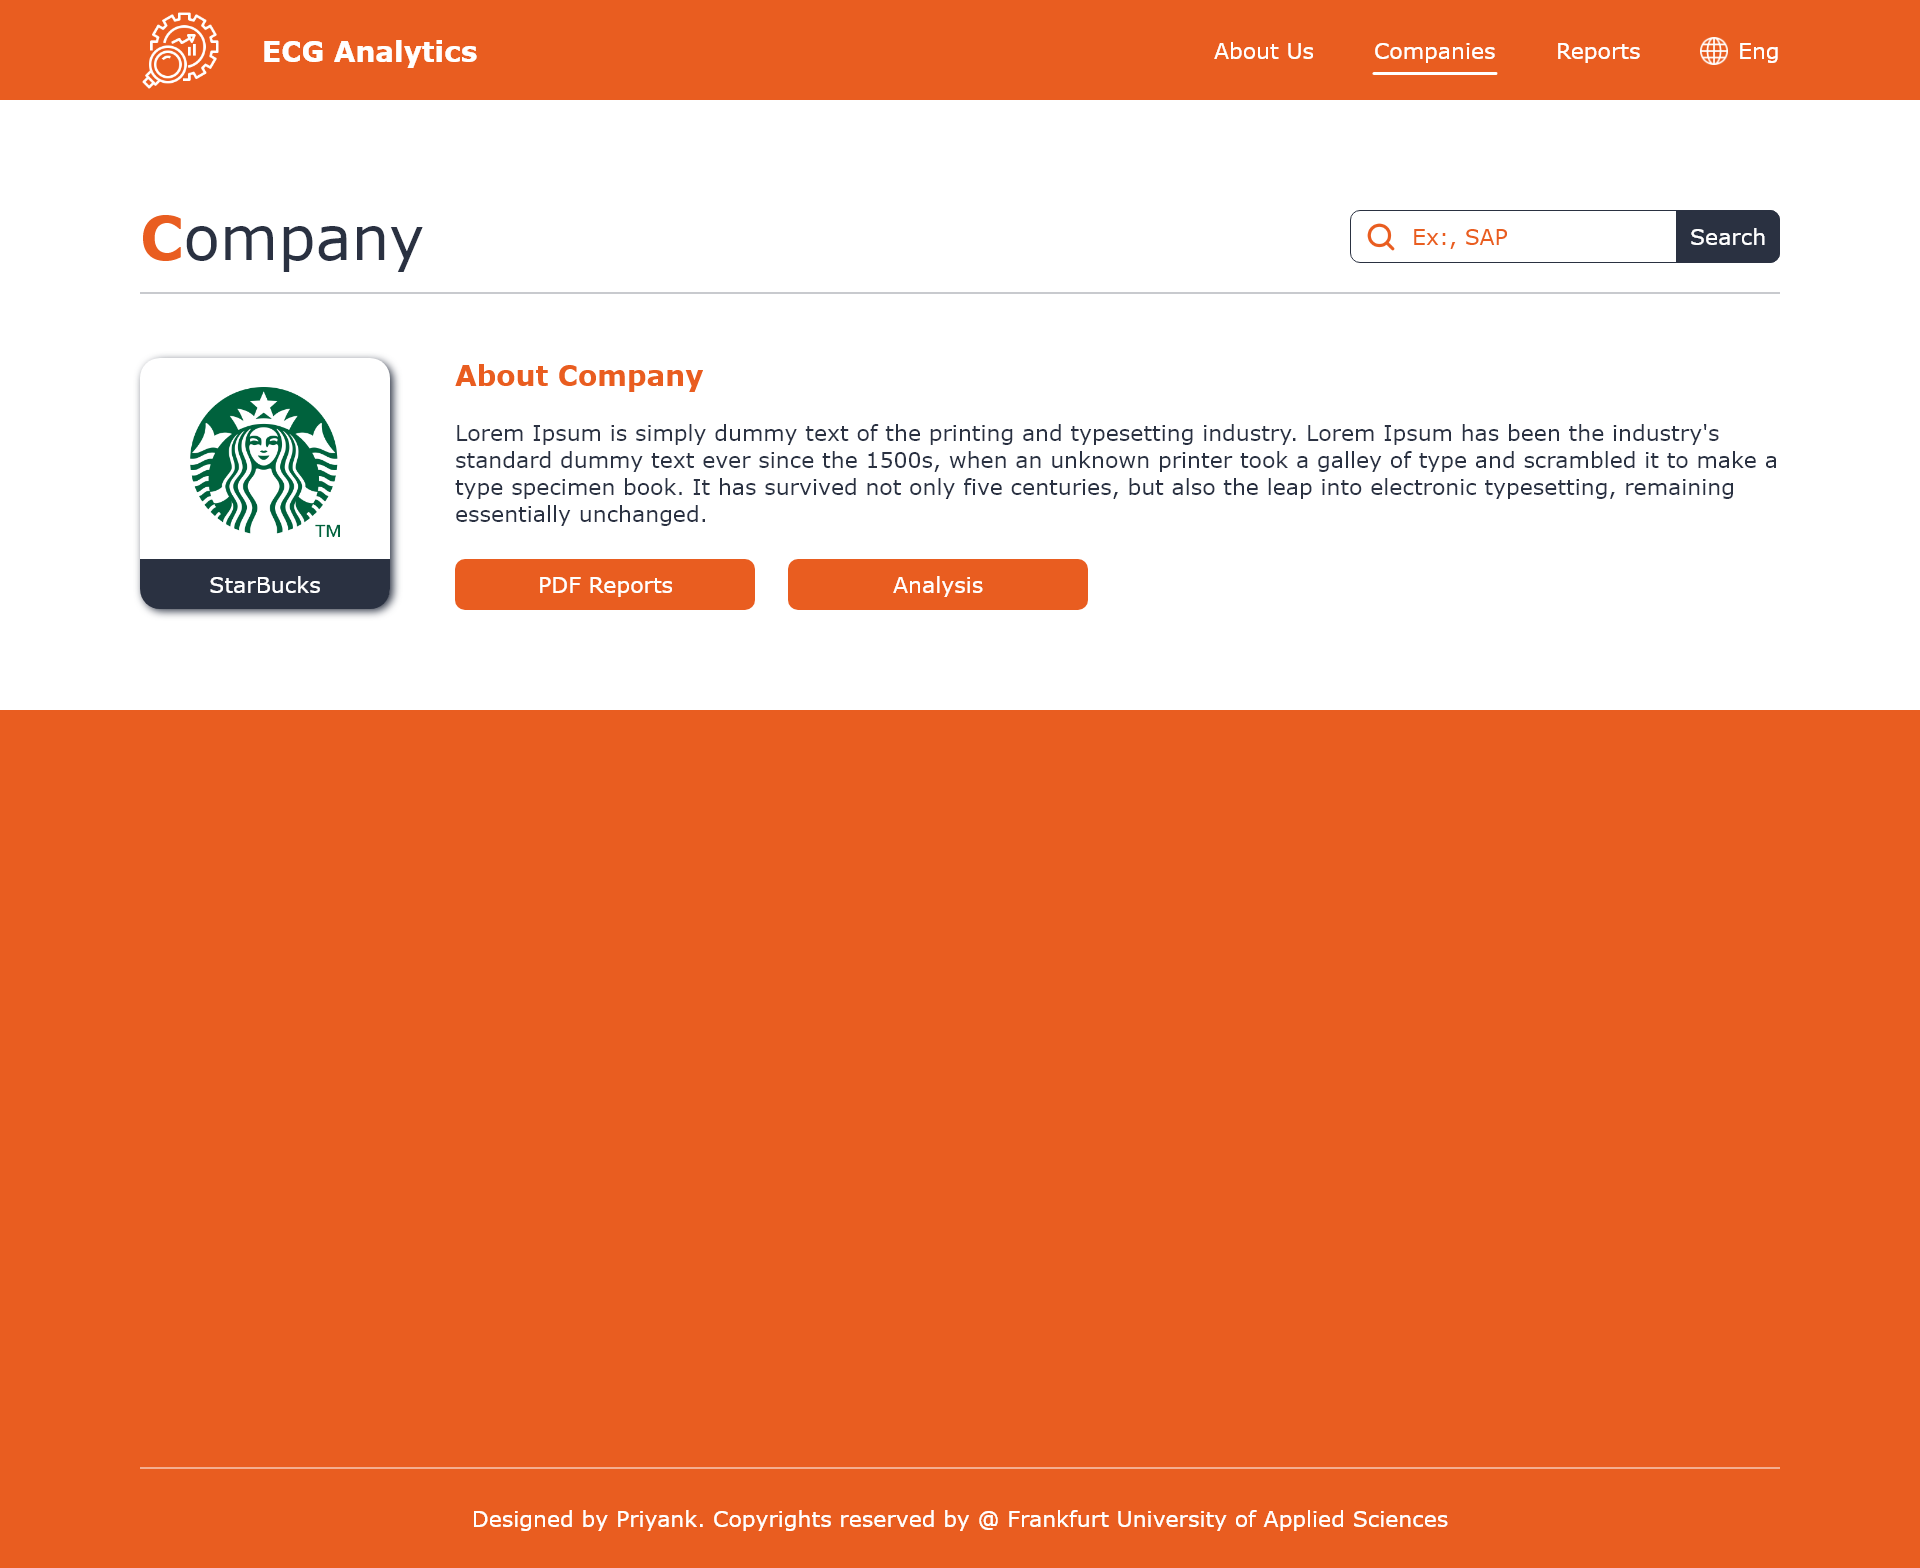 ECG Analytics
About Us
Companies
Reports
Eng
Company
Ex:, SAP
Search
About Company
Lorem Ipsum is simply dummy text of the printing and typesetting industry. Lorem Ipsum has been the industry's
standard dummy text ever since the 1500s, when an unknown printer took a galley of type and scrambled it to make a
type specimen book. It has survived not only five centuries, but also the leap into electronic typesetting, remaining
essentially unchanged.
TM
StarBucks
PDF Reports
Analysis
Designed by Priyank. Copyrights reserved by @ Frankfurt University of Applied Sciences